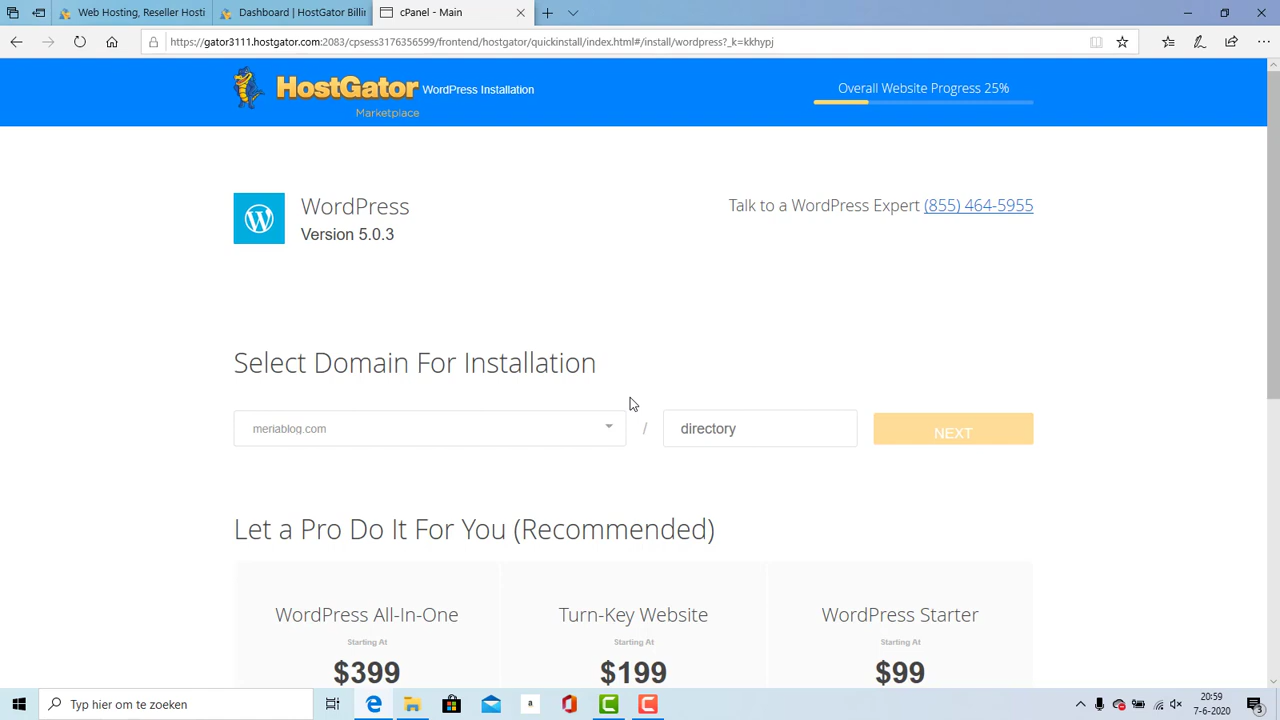 Web Hosting, Reseller Hosti
Dashboard | HostGator Billin
cPanel - Main
https://gator3111.hostgator.com:2083/cpsess3176356599/frontend/hostgator/quickinstall/index.html#/install/wordpress?_k=kkhypj
HostGator
WordPress Installation
Marketplace
Overall Website Progress 25%
WordPress
Version 5.0.3
Talk to a WordPress Expert (855) 464-5955
Select Domain For Installation
meriablog.com
/
directory
NEXT
Let a Pro Do It For You (Recommended)
WordPress All-In-One
Starting At
$399
Turn-Key Website
Starting At
$199
WordPress Starter
Starting At
$99
Typ hier om te zoeken
20:59
7-6-2020
3